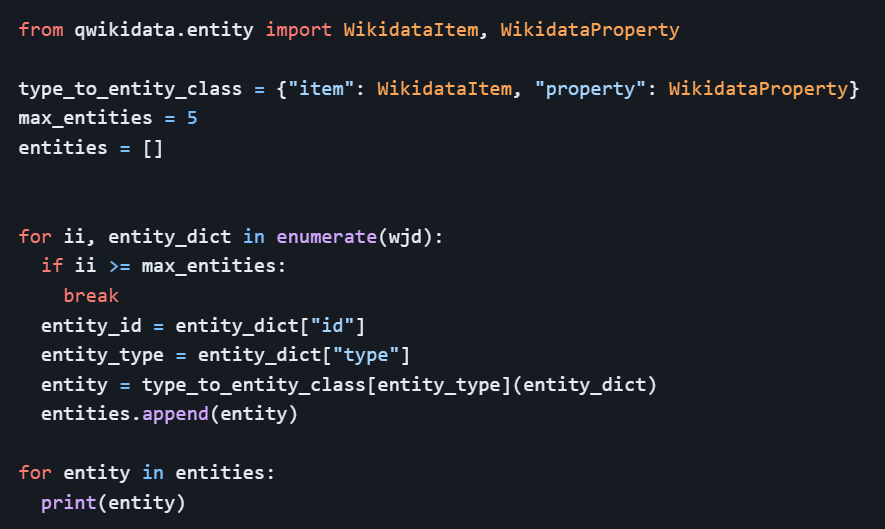 from qwikidata.entity import WikidataItem, WikidataProperty
type_to_entity_class = {"item": WikidataItem, "property": WikidataProperty}
max_entities = 5
entities = []
for ii, entity_dict in enumerate(wjd):
  if ii >= max_entities:
    break
  entity_id = entity_dict["id"]
  entity_type = entity_dict["type"]
  entity = type_to_entity_class[entity_type](entity_dict)
  entities.append(entity)
for entity in entities:
  print(entity)